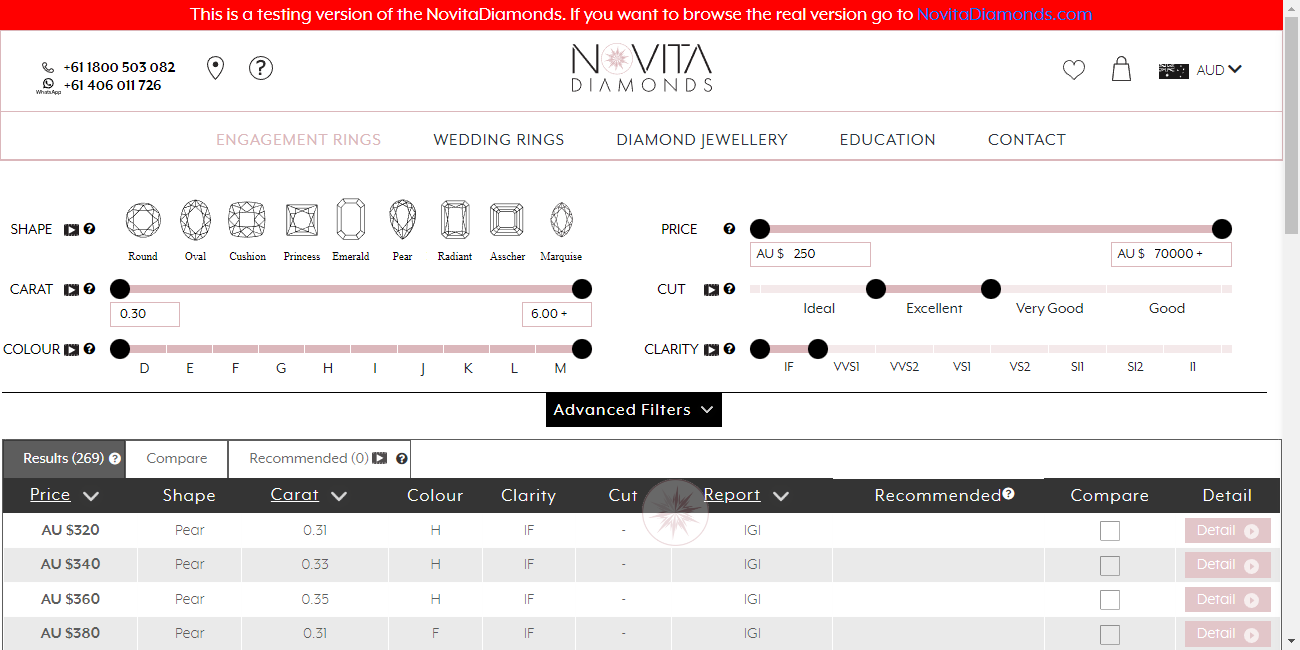 This is a testing version of the NovitaDiamonds. If you want to browse the real version go to NovitaDiamonds.com
+61 1800 503 082
WhatsApp +61 406 011 726
?
NOVITA
DIAMONDS
AUD
ENGAGEMENT RINGS WEDDING RINGS DIAMOND JEWELLERY EDUCATION CONTACT
SHAPE ?
Round Oval Cushion Princess Emerald Pear Radiant Asscher Marquise
PRICE ?
AU $ 250 AU $ 70000 +
CARAT ?
0.30 6.00 +
CUT ?
Ideal Excellent Very Good Good
COLOUR ?
D E F G H I J K L M
CLARITY ?
IF VVS1 VVS2 VS1 VS2 SI1 SI2 I1
Advanced Filters
Results (269) ? Compare Recommended (0) ?
Price Shape Carat Colour Clarity Cut Report Recommended ? Compare Detail
AU $320 Pear 0.31 H IF - IGI Detail
AU $340 Pear 0.33 H IF - IGI Detail
AU $360 Pear 0.35 H IF - IGI Detail
AU $380 Pear 0.31 F IF - IGI Detail